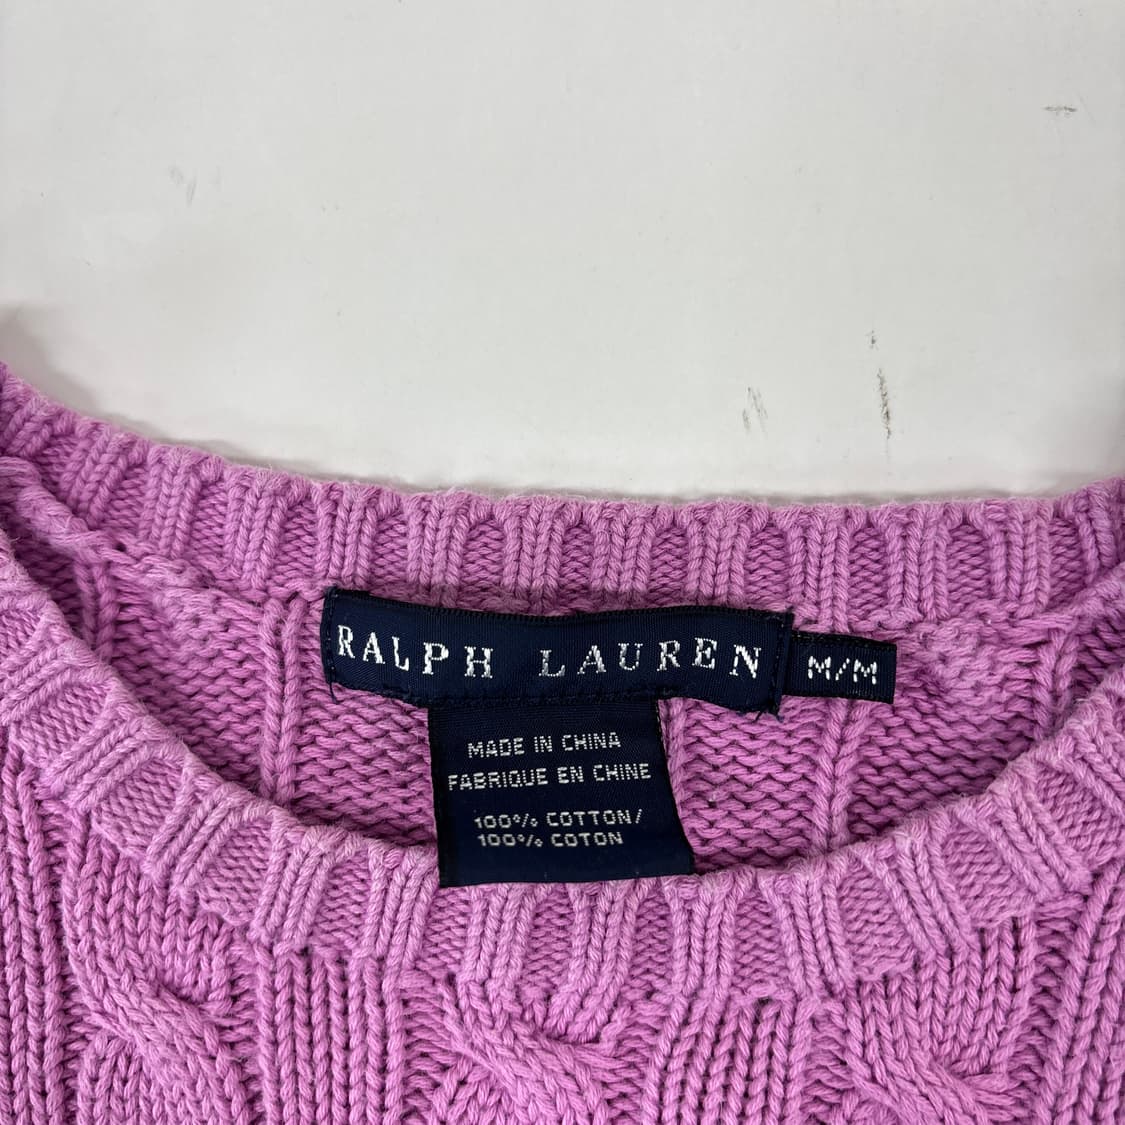 RALPH LAUREN
M/M
MADE IN CHINA
FABRIQUE EN CHINE
100% COTTON/
100% COTON